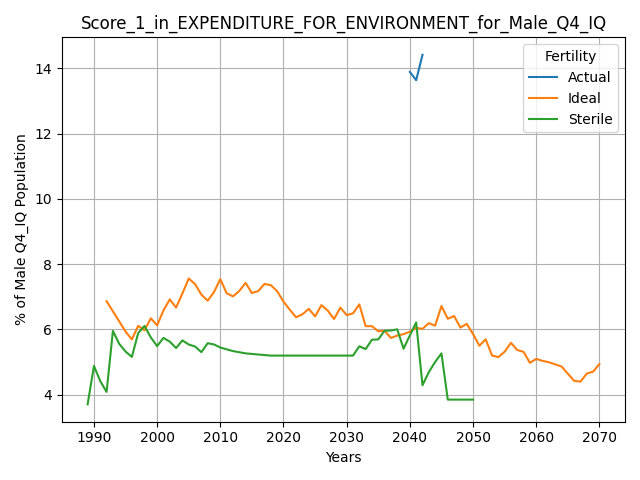 Score_1_in_EXPENDITURE_FOR_ENVIRONMENT_for_Male_Q4_IQ
Fertility
Actual
Ideal
Sterile
% of Male Q4_IQ Population
14
12
10
8
6
4
1990 2000 2010 2020 2030 2040 2050 2060 2070
Years